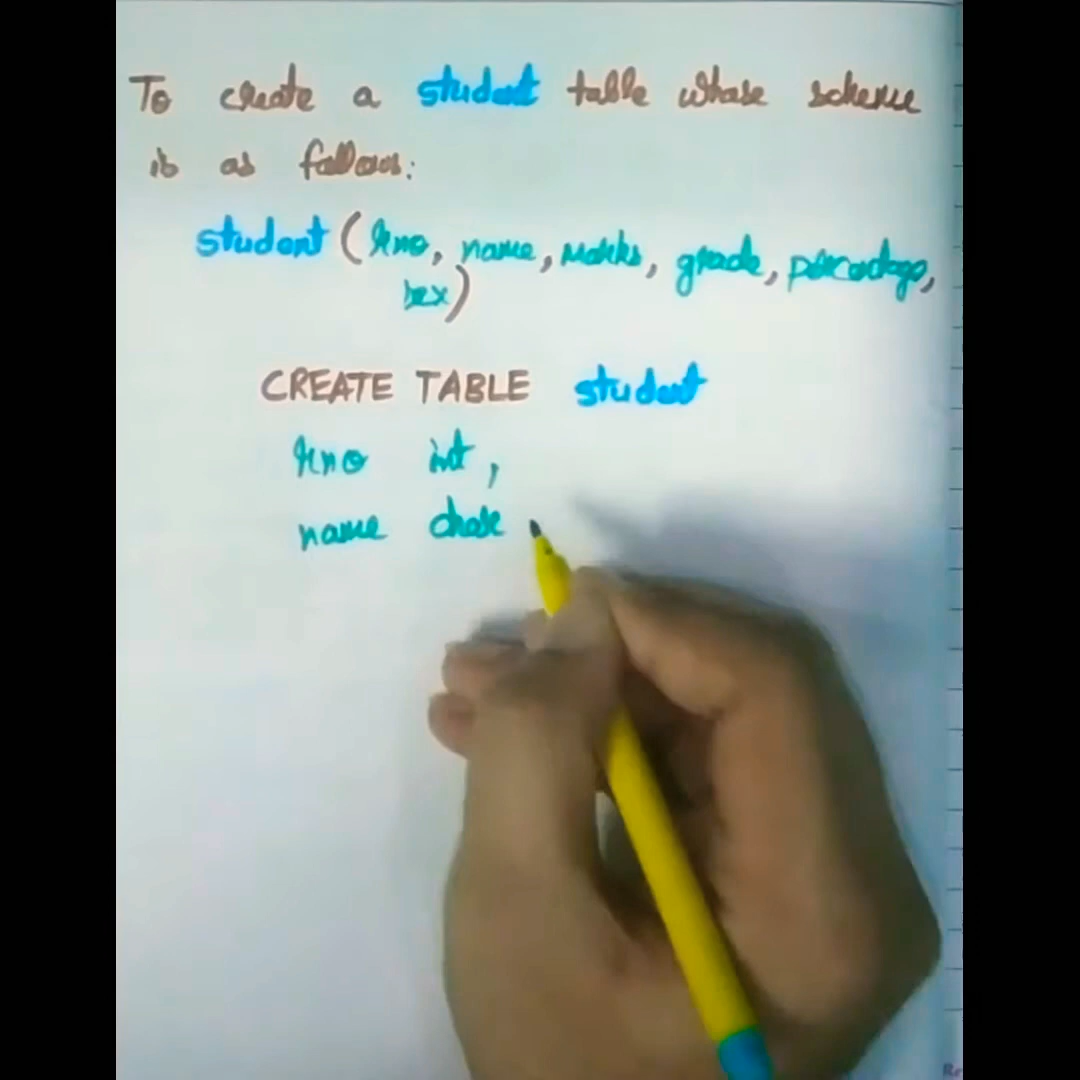 To create a student table whose scheme
is as follows:
student (rno, name, marks, grade, percentage,
sex)
CREATE TABLE student
rno int,
name char